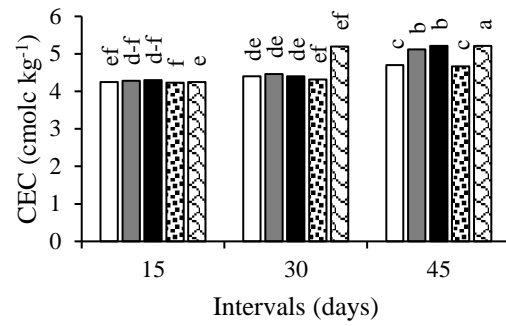 CEC (cmolc kg-1)
6
5
4
3
2
1
0
ef d-f d-f f e
de de de ef ef
c b b c a
15 30 45
Intervals (days)